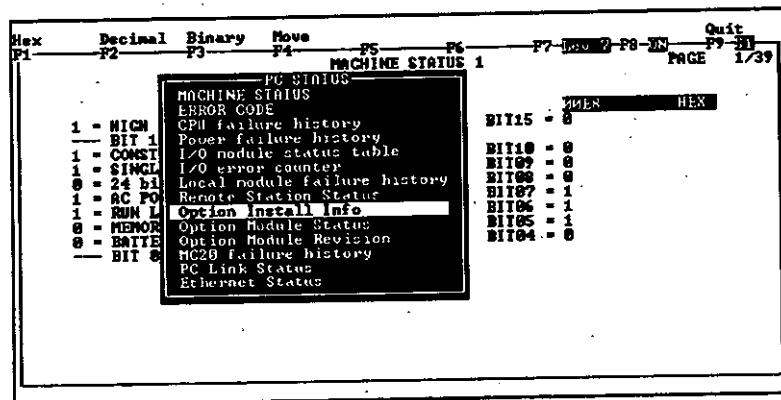 Hex Decimal Binary Move Quit
F1 F2 F3 F4 F5 F6 F7 F8 ON F9
MACHINE STATUS 1 PAGE 1/39
PC STATUS
MACHINE STATUS
ERROR CODE
CPU failure history
Power failure history
I/O module status table
I/O error counter
Local module failure history
Remote Station Status
Option Install Info
Option Module Status
Option Module Revision
MC20 failure history
PC Link Status
Ethernet Status
1 = HIGH
--- BIT 1
1 = CONST
1 = SINGL
0 = 24 bi
1 = AC PO
1 = RUN L
0 = MEMOR
0 = BATTE
--- BIT 0
HEX
BIT15 = 0
BIT10 = 0
BIT09 = 0
BIT08 = 0
BIT07 = 1
BIT06 = 1
BIT05 = 1
BIT04 = 0